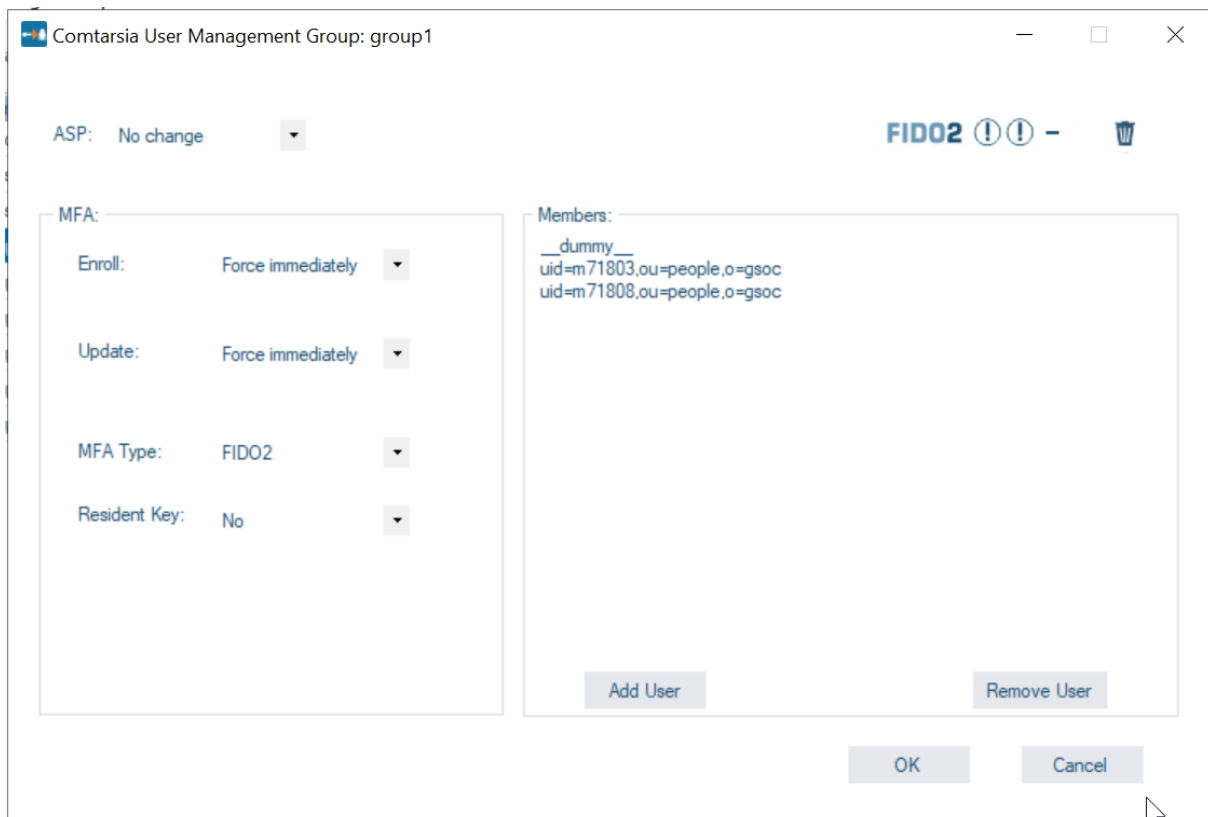 Comtarsia User Management Group: group1
ASP: No change
FIDO2
MFA:
Enroll: Force immediately
Update: Force immediately
MFA Type: FIDO2
Resident Key: No
Members:
__dummy__
uid=m71803,ou=people,o=gsoc
uid=m71808,ou=people,o=gsoc
Add User
Remove User
OK
Cancel